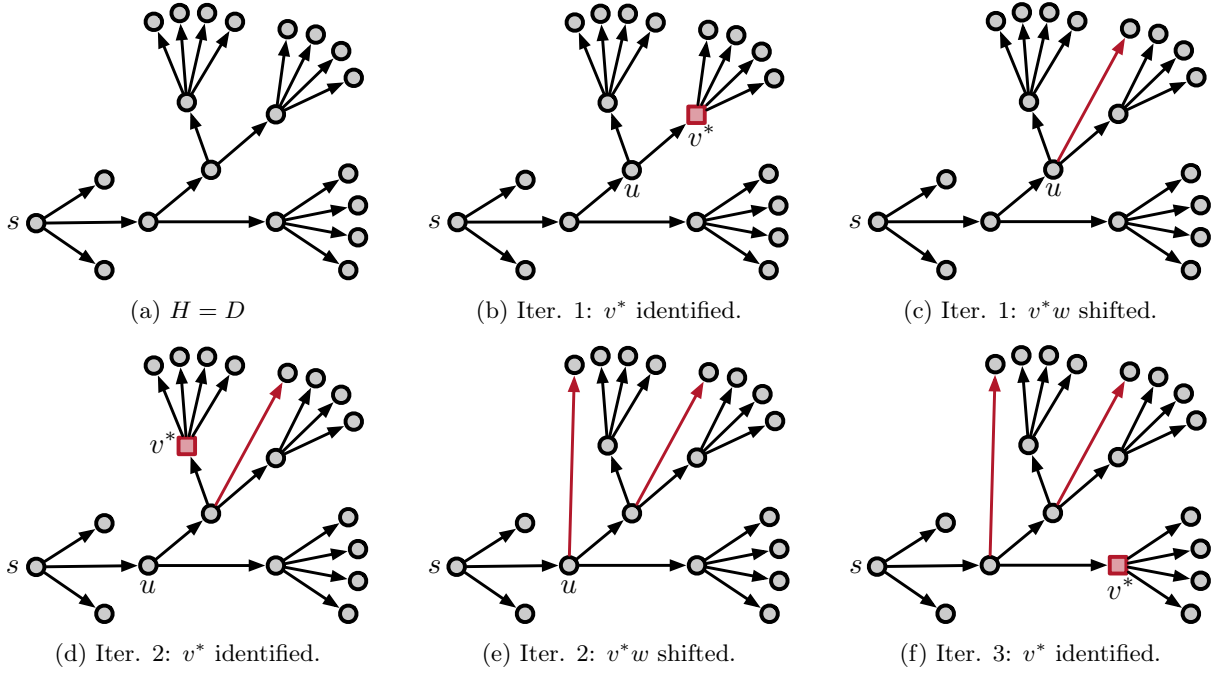 v*
u
u
s
s
s
(a) H = D
(b) Iter. 1: v* identified.
(c) Iter. 1: v*w shifted.
v*
s
u
s
u
s
v*
(d) Iter. 2: v* identified.
(e) Iter. 2: v*w shifted.
(f) Iter. 3: v* identified.